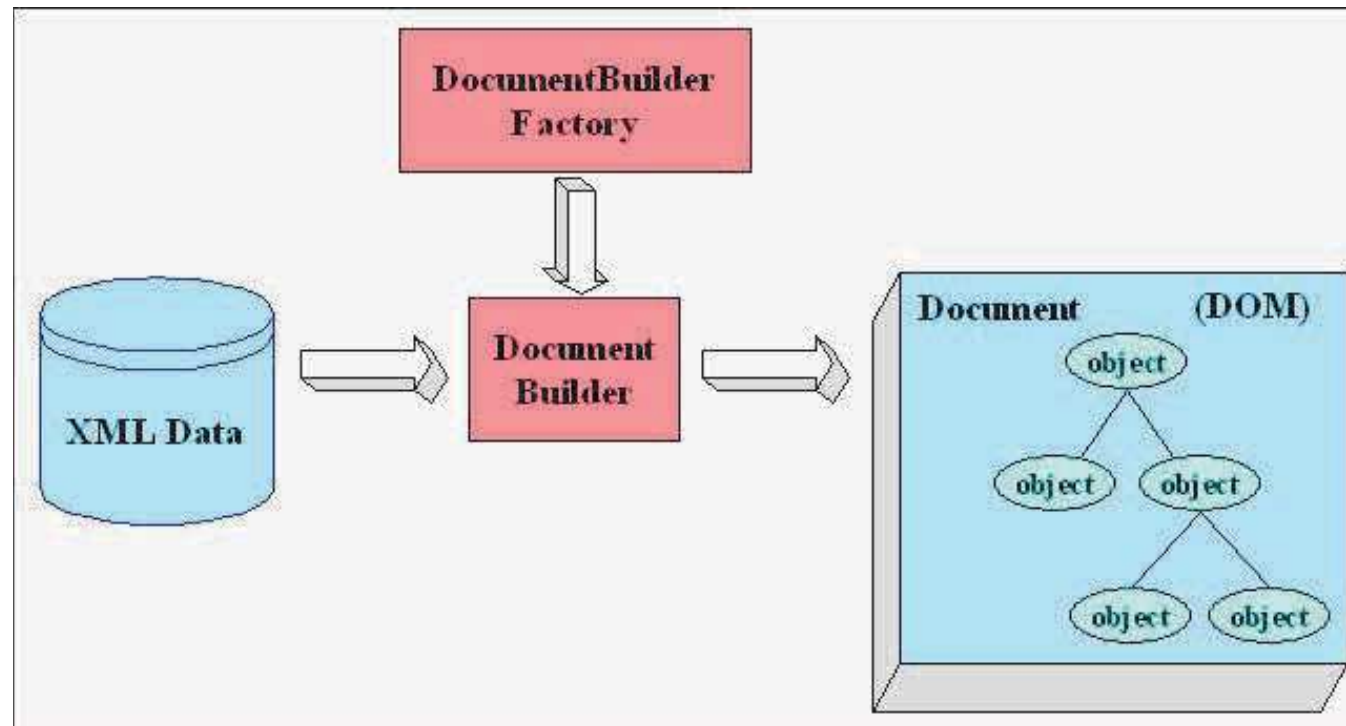 DocumentBuilder
Factory
XML Data
Document
Builder
Document (DOM)
object
object object
object object